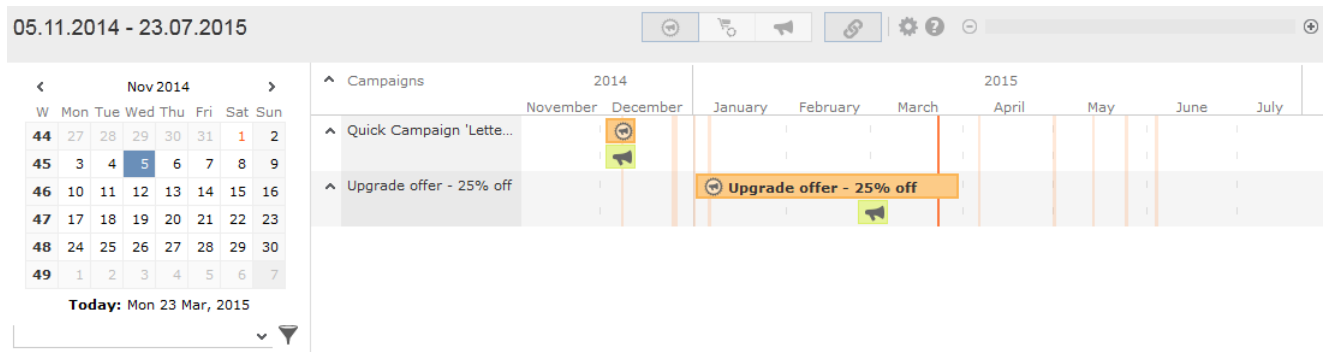 05.11.2014 - 23.07.2015
Nov 2014
W Mon Tue Wed Thu Fri Sat Sun
44 27 28 29 30 31 1 2
45 3 4 5 6 7 8 9
46 10 11 12 13 14 15 16
47 17 18 19 20 21 22 23
48 24 25 26 27 28 29 30
49 1 2 3 4 5 6 7
Today: Mon 23 Mar, 2015
Campaigns 2014 2015
November December January February March April May June July
Quick Campaign 'Lette...
Upgrade offer - 25% off
Upgrade offer - 25% off